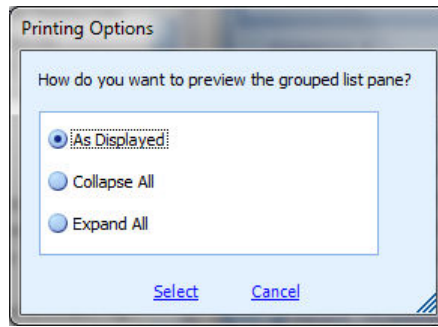 Printing Options
How do you want to preview the grouped list pane?
As Displayed
Collapse All
Expand All
Select Cancel